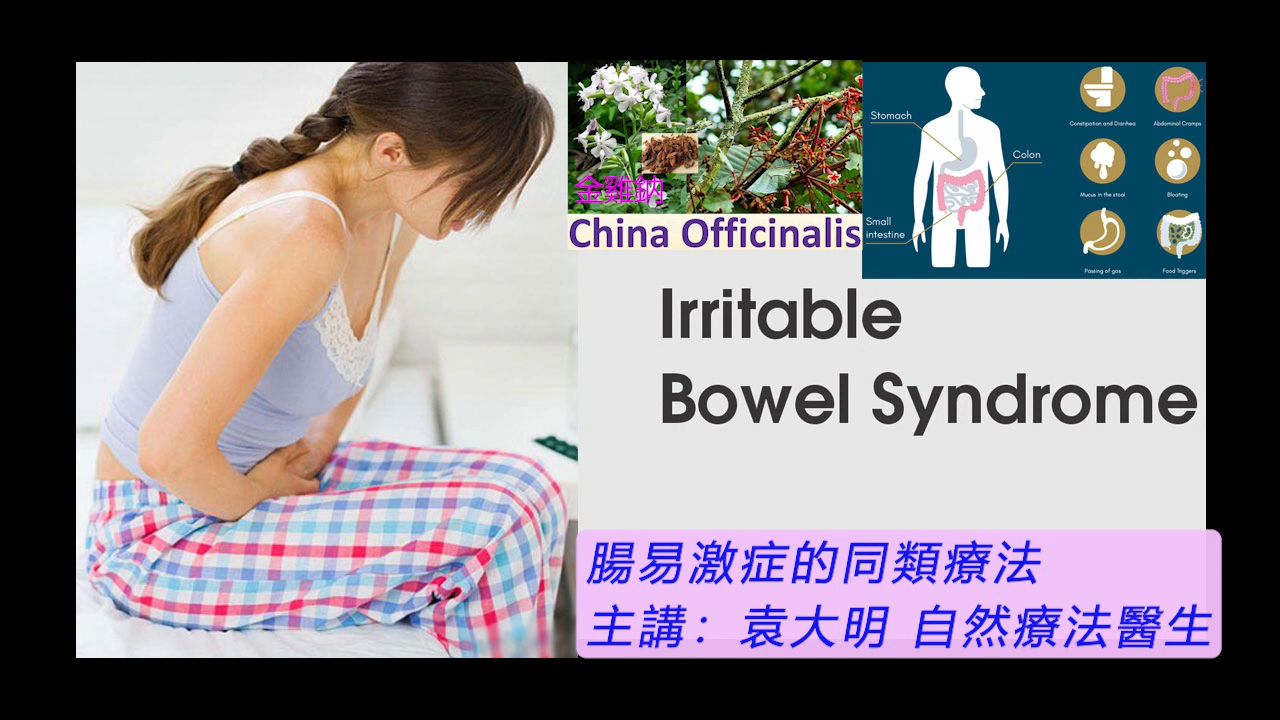 金雞鈉
China Officinalis
Stomach
Colon
Small
intestine
Constipation and Diarrhea
Abdominal Cramps
Mucus in the stool
Bloating
Passing of gas
Food Triggers
Irritable
Bowel Syndrome
腸易激症的同類療法
主講：袁大明 自然療法醫生